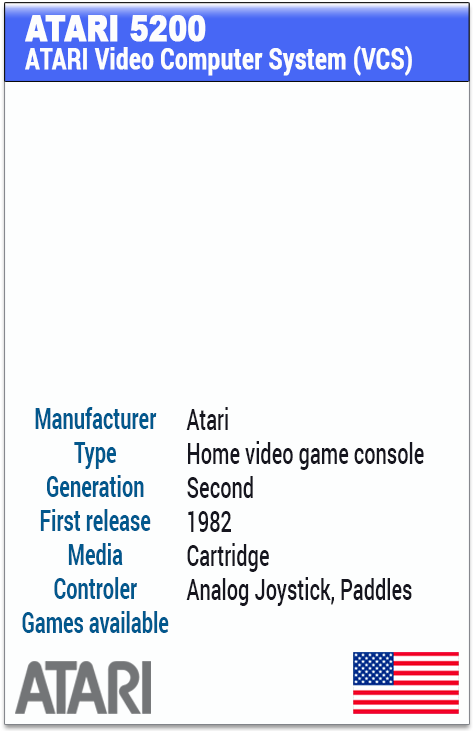 ATARI 5200
ATARI Video Computer System (VCS)
Manufacturer Atari
Type Home video game console
Generation Second
First release 1982
Media Cartridge
Controler Analog Joystick, Paddles
Games available
ATARI